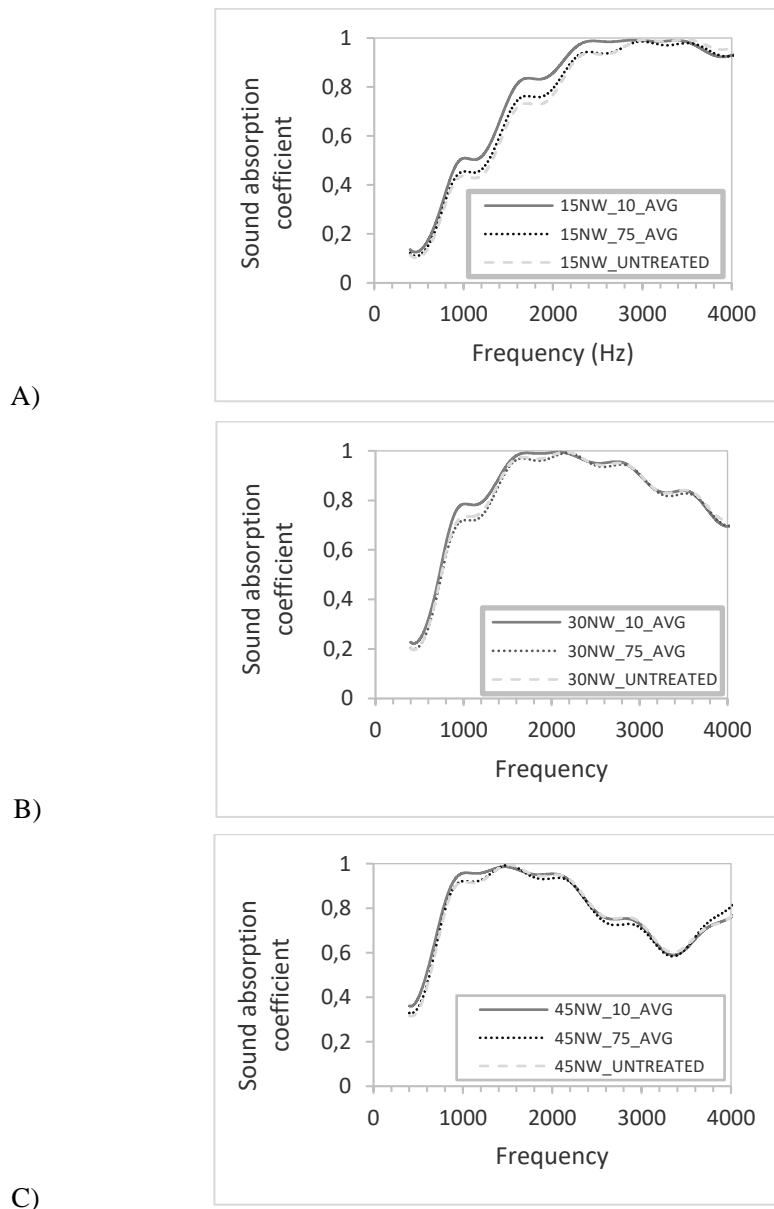 1
0,8
0,6
0,4
0,2
0
Sound absorption
coefficient
15NW_10_AVG
15NW_75_AVG
15NW_UNTREATED
0 1000 2000 3000 4000
Frequency (Hz)
A)
1
0,8
0,6
0,4
0,2
0
Sound absorption
coefficient
30NW_10_AVG
30NW_75_AVG
30NW_UNTREATED
0 1000 2000 3000 4000
Frequency
B)
1
0,8
0,6
0,4
0,2
0
Sound absorption
coefficient
45NW_10_AVG
45NW_75_AVG
45NW_UNTREATED
0 1000 2000 3000 4000
Frequency
C)